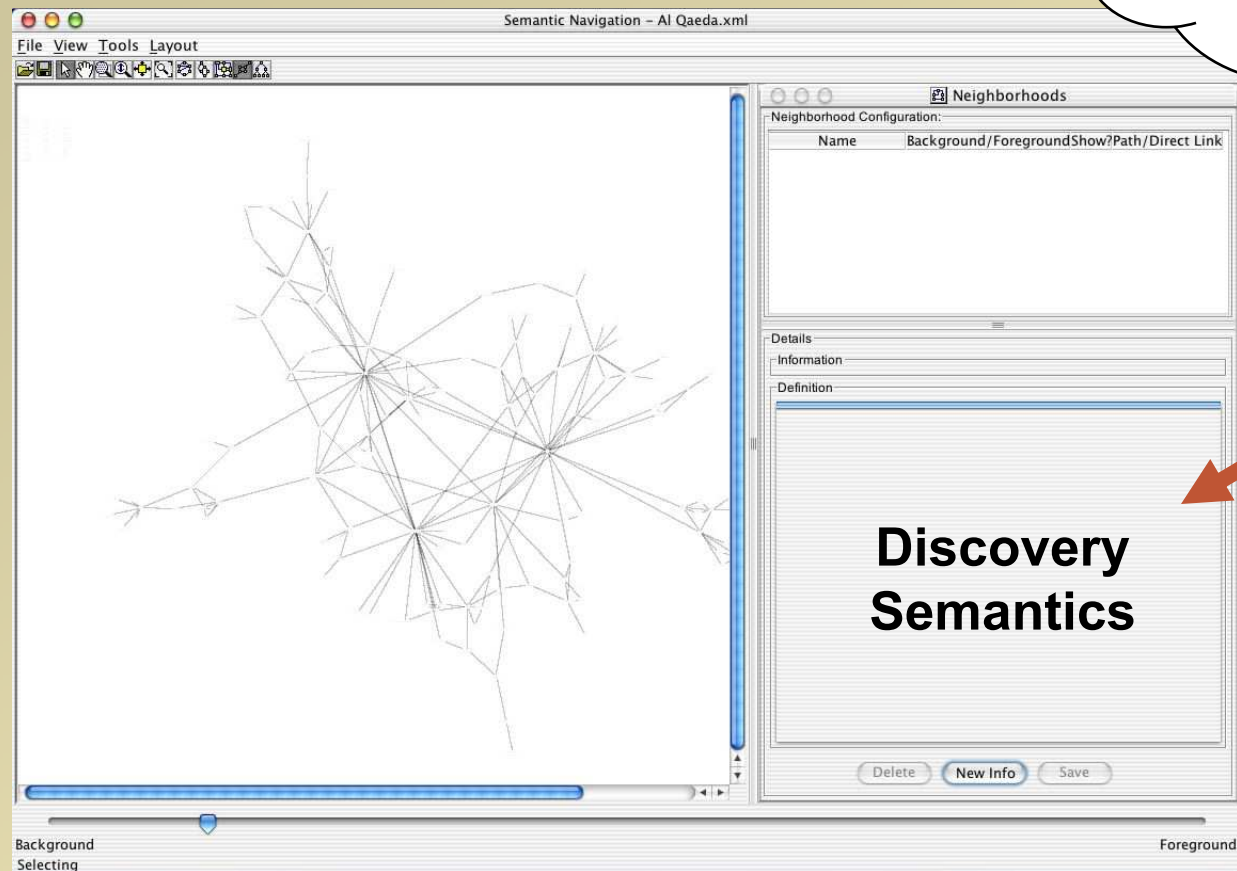 Semantic Navigation – Al Qaeda.xml
File View Tools Layout
Neighborhoods
Neighborhood Configuration:
Name Background/Foreground Show? Path/Direct Link
Details
Information
Definition
Discovery
Semantics
Delete New Info Save
Background Foreground
Selecting